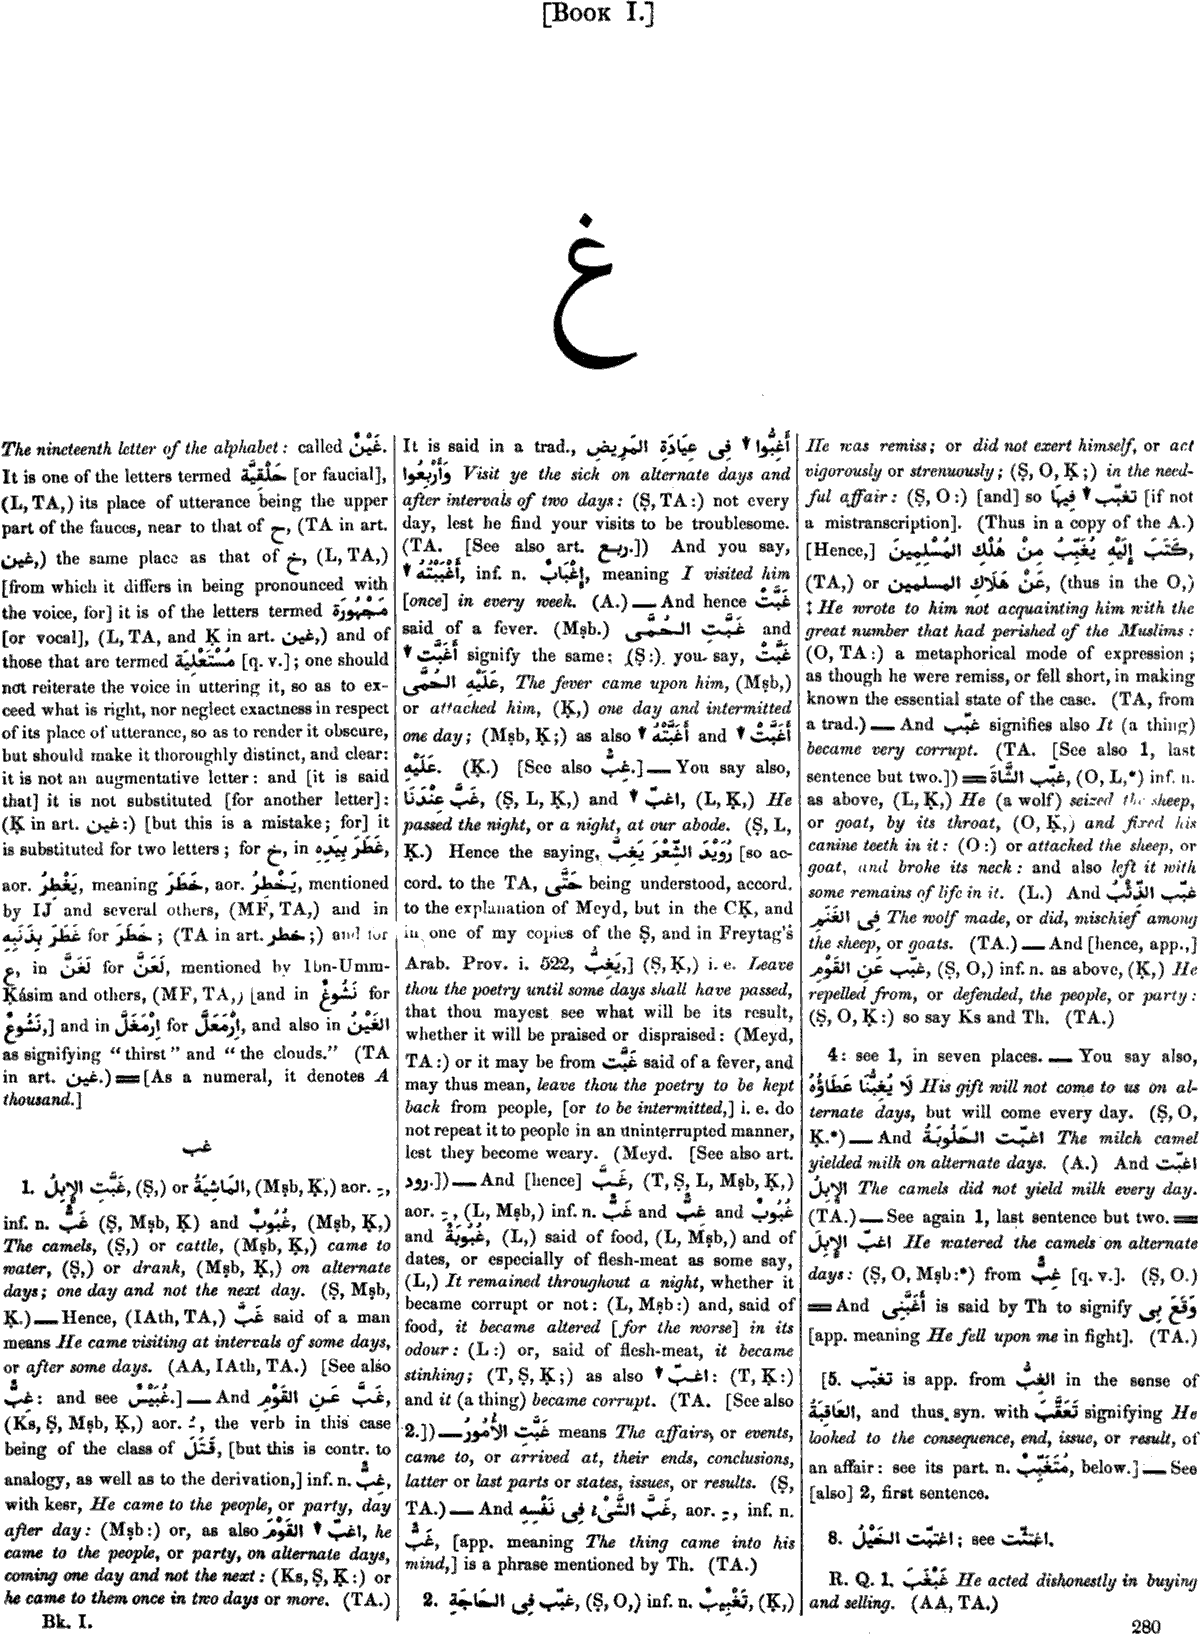 [BOOK I.]
غ
The nineteenth letter of the alphabet: called غَيْنٌ.
It is one of the letters termed حَلْقِيَّة [or faucial],
(L, TA,) its place of utterance being the upper
part of the fauces, near to that of ح, (TA in art.
غين,) the same place as that of خ, (L, TA,)
[from which it differs in being pronounced with
the voice, for] it is of the letters termed مَجْهُورَة
[or vocal], (L, TA, and Ḳ in art. غين,) and of
those that are termed مُسْتَعْلِيَة [q. v.]; one should
not reiterate the voice in uttering it, so as to ex-
ceed what is right, nor neglect exactness in respect
of its place of utterance, so as to render it obscure,
but should make it thoroughly distinct, and clear:
it is not an augmentative letter: and [it is said
that] it is not substituted [for another letter]:
(Ḳ in art. غين:) [but this is a mistake; for] it
is substituted for two letters; for خ, in غَطَرَ بِيَدِهِ,
aor. يَغْطِرُ, meaning خَطَرَ, aor. يَخْطِرُ, mentioned
by IJ and several others, (MF, TA,) and in
غَطَرَ بِذَنَبِهِ for خَطَرَ; (TA in art. خطر;) and for
ع, in لَغَنَّ for لَعَنَّ, mentioned by Ibn-Umm-
Ḳásim and others, (MF, TA,) [and in نَشُوغٌ for
نَشُوعٌ,] and in اِرْمَغَلَّ for اِرْمَعَلَّ, and also in الغَيْنُ
as signifying “thirst” and “the clouds.” (TA
in art. غين.) ═ [As a numeral, it denotes A
thousand.]
غب
1. غَبَّتِ الإِبِلُ, (Ṣ,) or المَاشِيَةُ, (Mṣb, Ḳ,) aor. ـِ,
inf. n. غَبٌّ (Ṣ, Mṣb, Ḳ) and غُبُوبٌ, (Mṣb, Ḳ,)
The camels, (Ṣ,) or cattle, (Mṣb, Ḳ,) came to
water, (Ṣ,) or drank, (Mṣb, Ḳ,) on alternate
days; one day and not the next day. (Ṣ, Mṣb,
Ḳ.) — Hence, (IAth, TA,) غَبَّ said of a man
means He came visiting at intervals of some days,
or after some days. (AA, IAth, TA.) [See also
غِبٌّ: and see غُبَيْسٌ.] — And غَبَّ عَنِ القَوْمِ,
(Ks, Ṣ, Mṣb, Ḳ,) aor. ـُ, the verb in this case
being of the class of قَتَلَ, [but this is contr. to
analogy, as well as to the derivation,] inf. n. غِبٌّ,
with kesr, He came to the people, or party, day
after day: (Mṣb:) or, as also اغبّ ▼ القَوْمَ, he
came to the people, or party, on alternate days,
coming one day and not the next: (Ks, Ṣ, Ḳ:) or
he came to them once in two days or more. (TA.)
Bk. I.
It is said in a trad., أَغِبُّوا ▼ فِى عِيَادَةِ المَرِيضِ
وَأَرْبِعُوا Visit ye the sick on alternate days and
after intervals of two days: (Ṣ, TA:) not every
day, lest he find your visits to be troublesome.
(TA. [See also art. ربع.]) And you say,
أَغْبَبْتُهُ ▼, inf. n. إِغْبَابٌ, meaning I visited him
[once] in every week. (A.) — And hence غَبَّتْ
said of a fever. (Mṣb.) غَبَّتِ الحُمَّى and
أَغَبَّت ▼ signify the same: (Ṣ:) you say, غَبَّتْ
عَلَيْهِ الحُمَّى, The fever came upon him, (Mṣb,)
or attacked him, (Ḳ,) one day and intermitted
one day; (Mṣb, Ḳ;) as also أَغَبَّتْهُ ▼ and أَغَبَّتْ ▼
عَلَيْهِ. (Ḳ.) [See also غِبٌّ.] — You say also,
غَبَّ عِنْدَنَا, (Ṣ, L, Ḳ,) and اغبّ ▼, (L, Ḳ,) He
passed the night, or a night, at our abode. (Ṣ, L,
Ḳ.) Hence the saying, رُوَيْدَ الشِّعْرَ يَغِبَّ [so ac-
cord. to the TA, حَتَّى being understood, accord.
to the explanation of Meyd, but in the CḲ, and
in one of my copies of the Ṣ, and in Freytag's
Arab. Prov. i. 522, يَغِبُّ,] (Ṣ, Ḳ,) i. e. Leave
thou the poetry until some days shall have passed,
that thou mayest see what will be its result,
whether it will be praised or dispraised: (Meyd,
TA:) or it may be from غَبَّت said of a fever, and
may thus mean, leave thou the poetry to be kept
back from people, [or to be intermitted,] i. e. do
not repeat it to people in an uninterrupted manner,
lest they become weary. (Meyd. [See also art.
رود.]) — And [hence] غَبَّ, (T, Ṣ, L, Mṣb, Ḳ,)
aor. ـِ, (L, Mṣb,) inf. n. غَبٌّ and غِبٌّ and غُبُوبٌ
and غُبُوبَةٌ, (L,) said of food, (L, Mṣb,) and of
dates, or especially of flesh-meat as some say,
(L,) It remained throughout a night, whether it
became corrupt or not: (L, Mṣb:) and, said of
food, it became altered [for the worse] in its
odour: (L:) or, said of flesh-meat, it became
stinking; (T, Ṣ, Ḳ;) as also اغبّ ▼: (T, Ḳ:)
and it (a thing) became corrupt. (TA. [See also
2.]) — غَبَّتِ الأُمُورُ means The affairs, or events,
came to, or arrived at, their ends, conclusions,
latter or last parts or states, issues, or results. (Ṣ,
TA.) — And غَبَّ الشَّىْءُ فِى نَفْسِهِ, aor. ـِ, inf. n.
غَبٌّ, [app. meaning The thing came into his
mind,] is a phrase mentioned by Th. (TA.)
2. غبّب فِى الحَاجَةِ, (Ṣ, O,) inf. n. تَغْبِيبٌ, (Ḳ,)
He was remiss; or did not exert himself, or act
vigorously or strenuously; (Ṣ, O, Ḳ;) in the need-
ful affair: (Ṣ, O:) [and] so تغبّب ▼ فِيهَا [if not
a mistranscription]. (Thus in a copy of the A.)
[Hence,] كَتَبَ إِلَيْهِ يُغَبِّبُ مِنْ هُلْكِ المُسْلِمِينَ,
(TA,) or عَنْ هَلَاكِ المسلمين, (thus in the O,)
‡ He wrote to him not acquainting him with the
great number that had perished of the Muslims:
(O, TA:) a metaphorical mode of expression;
as though he were remiss, or fell short, in making
known the essential state of the case. (TA, from
a trad.) — And غبّب signifies also It (a thing)
became very corrupt. (TA. [See also 1, last
sentence but two.]) ═ غبّب الشَّاةَ, (O, L,*) inf. n.
as above, (L, Ḳ,) He (a wolf) seized the sheep,
or goat, by its throat, (O, Ḳ,) and fixed his
canine teeth in it: (O:) or attacked the sheep, or
goat, and broke its neck: and also left it with
some remains of life in it. (L.) And غبّب الذِّئْبُ
فِى الغَنَمِ The wolf made, or did, mischief among
the sheep, or goats. (TA.) — And [hence, app.,]
غبّب عَنِ القَوْمِ, (Ṣ, O,) inf. n. as above, (Ḳ,) He
repelled from, or defended, the people, or party:
(Ṣ, O, Ḳ:) so say Ks and Th. (TA.)
4: see 1, in seven places. — You say also,
لَا يُغِبُّنَا عَطَاؤُهُ His gift will not come to us on al-
ternate days, but will come every day. (Ṣ, O,
Ḳ.*) — And اغبّت الحَلُوبَةُ The milch camel
yielded milk on alternate days. (A.) And اغبّت
الإِبِلُ The camels did not yield milk every day.
(TA.) — See again 1, last sentence but two. ═
اغبّ الإِبِلَ He watered the camels on alternate
days: (Ṣ, O, Mṣb:*) from غِبٌّ [q. v.]. (Ṣ, O.)
═ And أَغَبَّنِى is said by Th to signify وَقَعَ بِى
[app. meaning He fell upon me in fight]. (TA.)
[5. تغبّب is app. from الغِبُّ in the sense of
العَاقِبَةُ, and thus syn. with تَعَقَّبَ signifying He
looked to the consequence, end, issue, or result, of
an affair: see its part. n. مُتَغَبِّبٌ, below.] — See
[also] 2, first sentence.
8. اغتبّت الخَيْلُ: see اغتثّت.
R. Q. 1. غَبْغَبَ He acted dishonestly in buying
and selling. (AA, TA.)
280